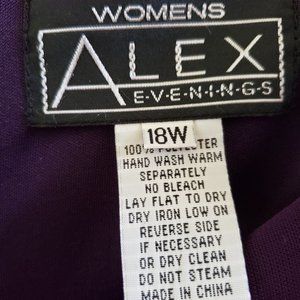 WOMENS
ALEX
E·V·E·N·I·N·G·S
18W
100% POLYESTER
HAND WASH WARM
SEPARATELY
NO BLEACH
LAY FLAT TO DRY
DRY IRON LOW ON
REVERSE SIDE
IF NECESSARY
OR DRY CLEAN
DO NOT STEAM
MADE IN CHINA